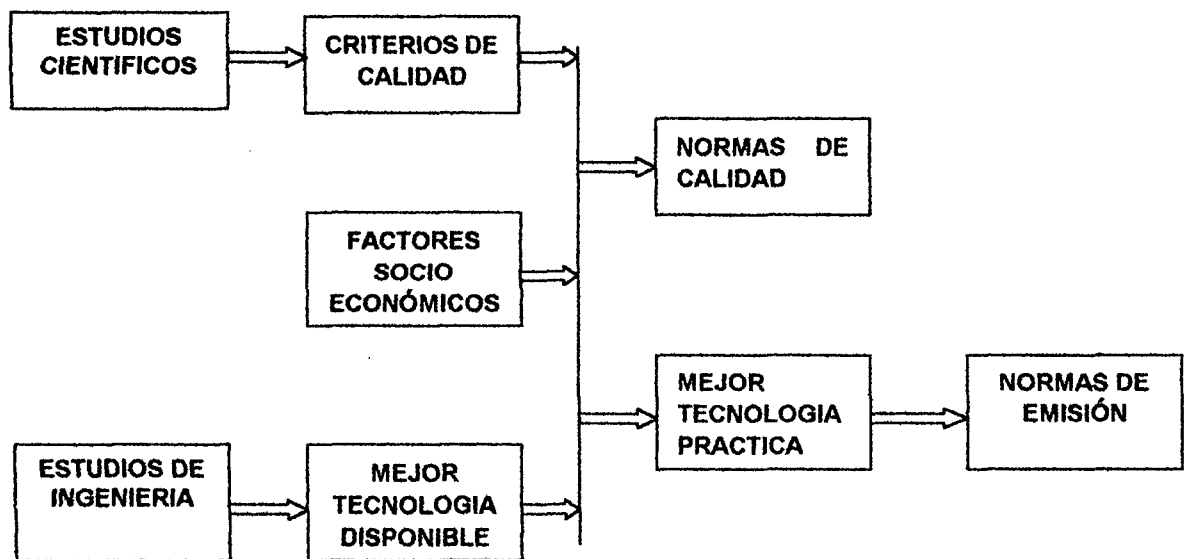 ESTUDIOS
CIENTIFICOS
CRITERIOS DE
CALIDAD
NORMAS DE
CALIDAD
FACTORES
SOCIO
ECONÓMICOS
MEJOR
TECNOLOGIA
PRACTICA
NORMAS DE
EMISIÓN
ESTUDIOS DE
INGENIERIA
MEJOR
TECNOLOGIA
DISPONIBLE